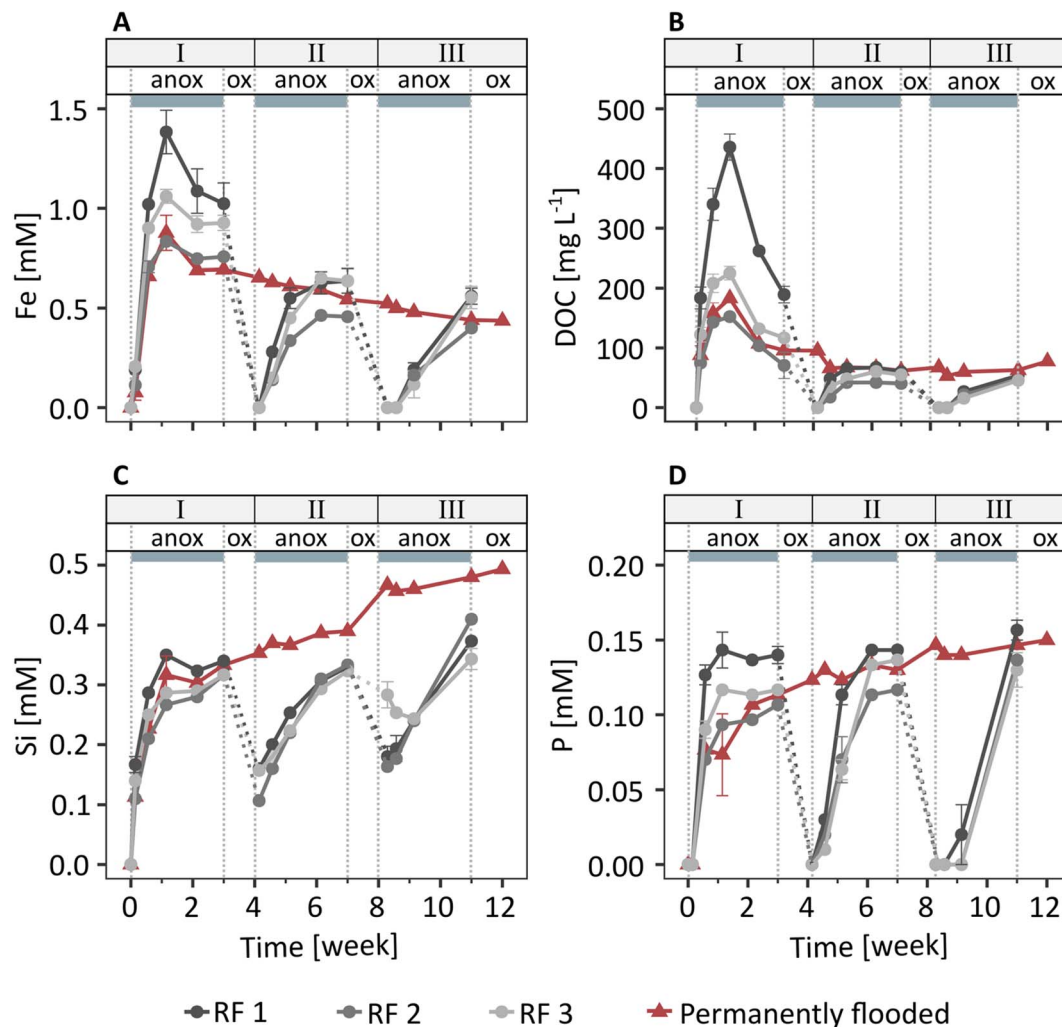 A
I II III
anox ox anox ox anox ox
1.5
1.0
0.5
0.0
Fe [mM]
B
I II III
anox ox anox ox anox ox
500
400
300
200
100
0
DOC [mg L⁻¹]
C
I II III
anox ox anox ox anox ox
0.5
0.4
0.3
0.2
0.1
0.0
Si [mM]
0 2 4 6 8 10 12
Time [week]
D
I II III
anox ox anox ox anox ox
0.20
0.15
0.10
0.05
0.00
P [mM]
0 2 4 6 8 10 12
Time [week]
RF 1 RF 2 RF 3 Permanently flooded